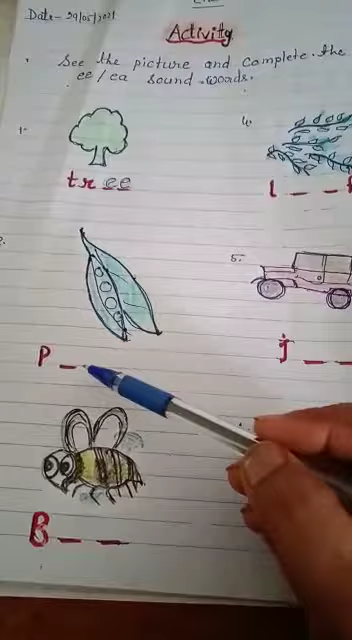 Date- 29/05/2021
Activity
See the picture and complete the
ee/ea sound words.
1.
tree
P _ _
B _ _
4.
l _ _ f
5.
j _ _